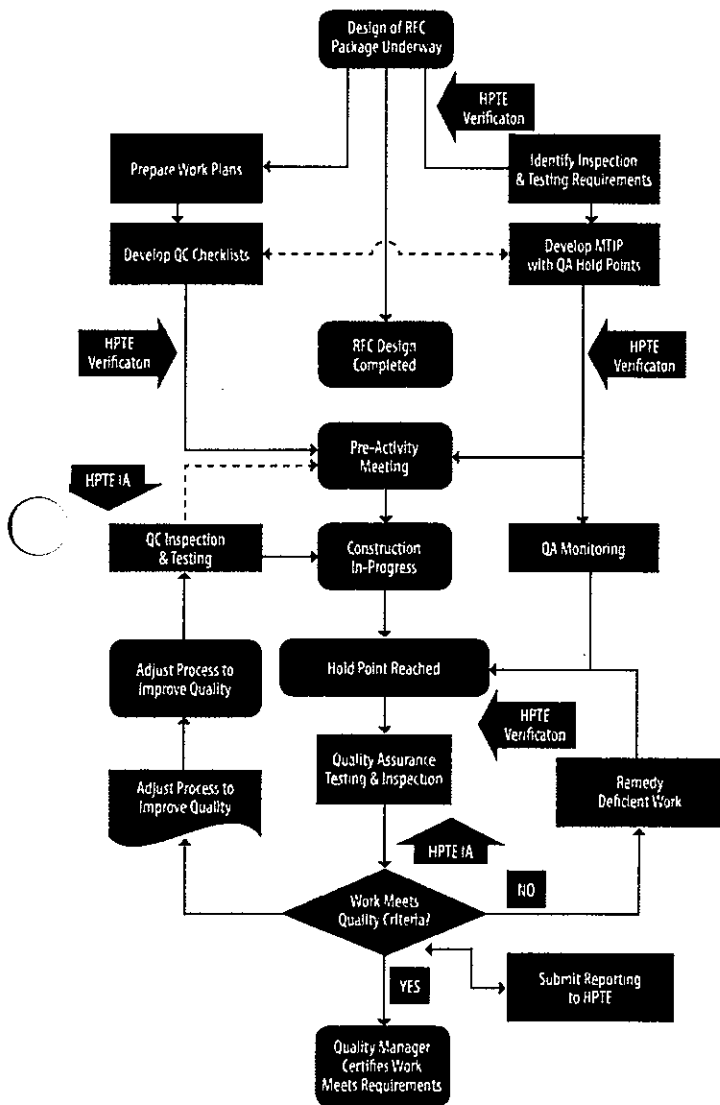 Design of RFC
Package Underway
HPTE
Verificaton
Prepare Work Plans
Identify Inspection
& Testing Requirements
Develop QC Checklists
Develop MTIP
with QA Hold Points
HPTE
Verificaton
RFC Design
Completed
HPTE
Verificaton
Pre-Activity
Meeting
HPTE IA
QC Inspection
& Testing
Construction
In-Progress
QA Monitoring
Adjust Process to
Improve Quality
Hold Point Reached
HPTE
Verificaton
Quality Assurance
Testing & Inspection
Adjust Process to
Improve Quality
Remedy
Deficient Work
HPTE IA
NO
Work Meets
Quality Criteria?
YES
Submit Reporting
to HPTE
Quality Manager
Certifies Work
Meets Requirements